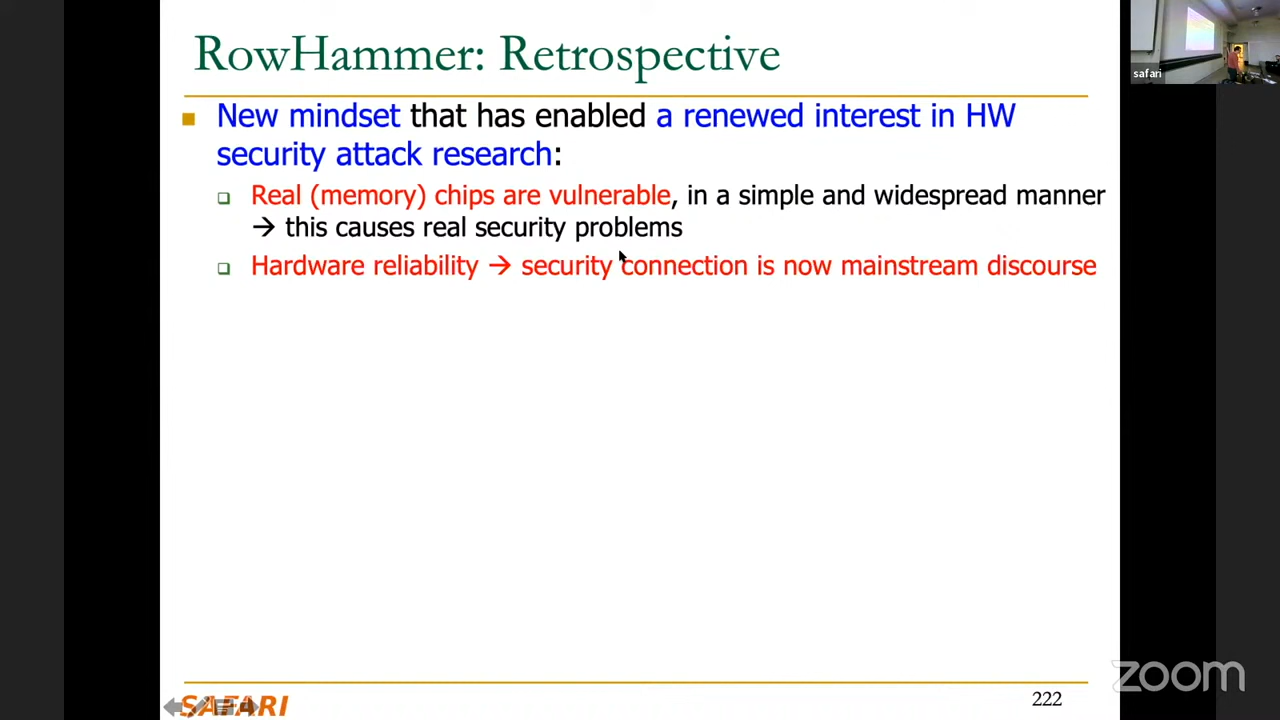 RowHammer: Retrospective
New mindset that has enabled a renewed interest in HW
security attack research:
Real (memory) chips are vulnerable, in a simple and widespread manner
→ this causes real security problems
Hardware reliability → security connection is now mainstream discourse
SAFARI
222
safari
zoom